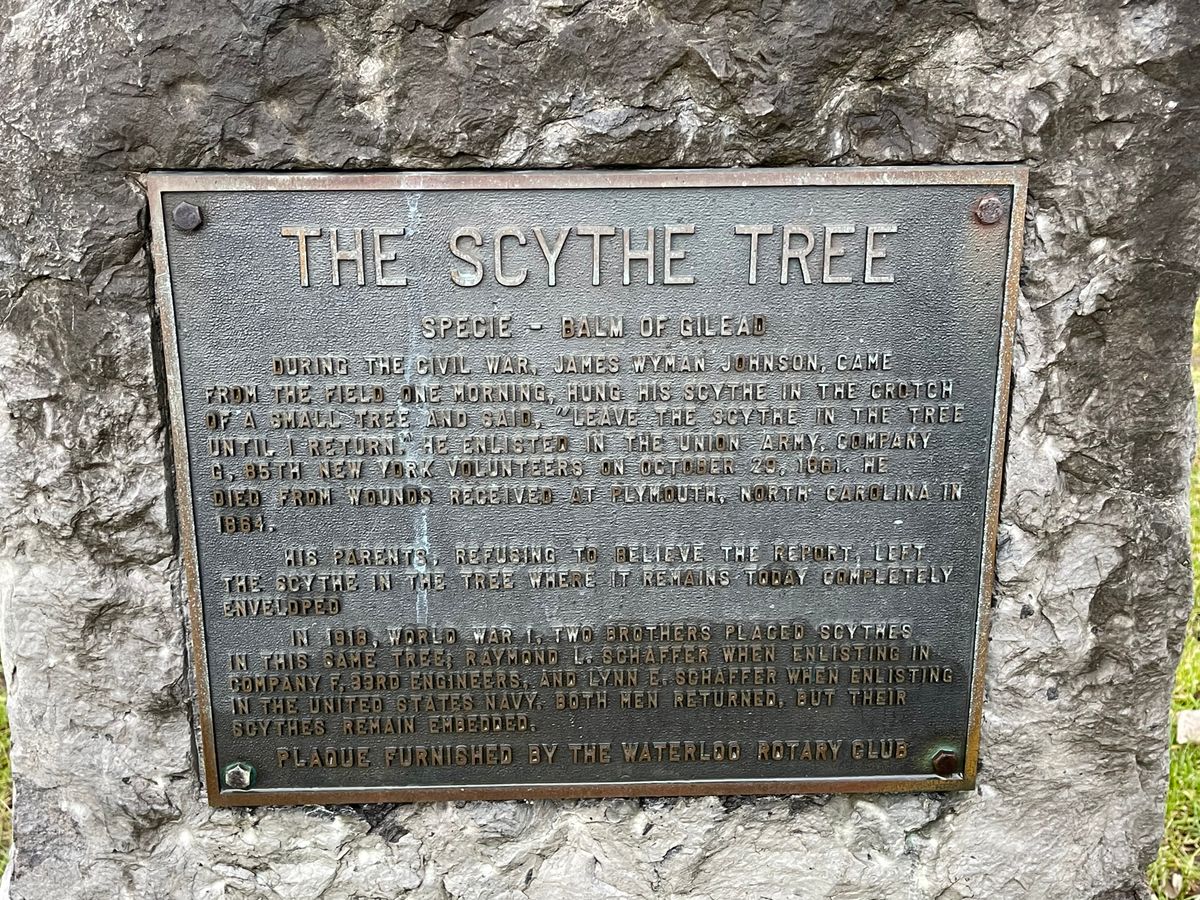 THE SCYTHE TREE
SPECIE - BALM OF GILEAD
DURING THE CIVIL WAR, JAMES WYMAN JOHNSON, CAME
FROM THE FIELD ONE MORNING, HUNG HIS SCYTHE IN THE CROTCH
OF A SMALL TREE AND SAID, "LEAVE THE SCYTHE IN THE TREE
UNTIL I RETURN." HE ENLISTED IN THE UNION ARMY, COMPANY
G, 85TH NEW YORK VOLUNTEERS ON OCTOBER 29, 1861. HE
DIED FROM WOUNDS RECEIVED AT PLYMOUTH, NORTH CAROLINA IN
1864.
HIS PARENTS, REFUSING TO BELIEVE THE REPORT, LEFT
THE SCYTHE IN THE TREE WHERE IT REMAINS TODAY COMPLETELY
ENVELOPED
IN 1918, WORLD WAR I, TWO BROTHERS PLACED SCYTHES
IN THIS SAME TREE; RAYMOND L. SCHAFFER WHEN ENLISTING IN
COMPANY F, 33RD ENGINEERS, AND LYNN E. SCHAFFER WHEN ENLISTING
IN THE UNITED STATES NAVY. BOTH MEN RETURNED, BUT THEIR
SCYTHES REMAIN EMBEDDED.
PLAQUE FURNISHED BY THE WATERLOO ROTARY CLUB